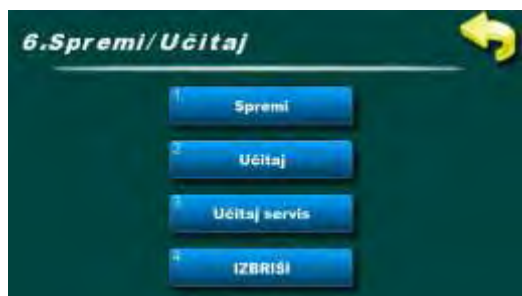 6.Spremi/Učitaj
1
Spremi
2
Učitaj
3
Učitaj servis
4
IZBRIŠI